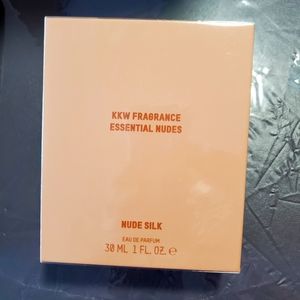 KKW FRAGRANCE
ESSENTIAL NUDES
NUDE SILK
EAU DE PARFUM
30 ML 1 FL. OZ. ℮